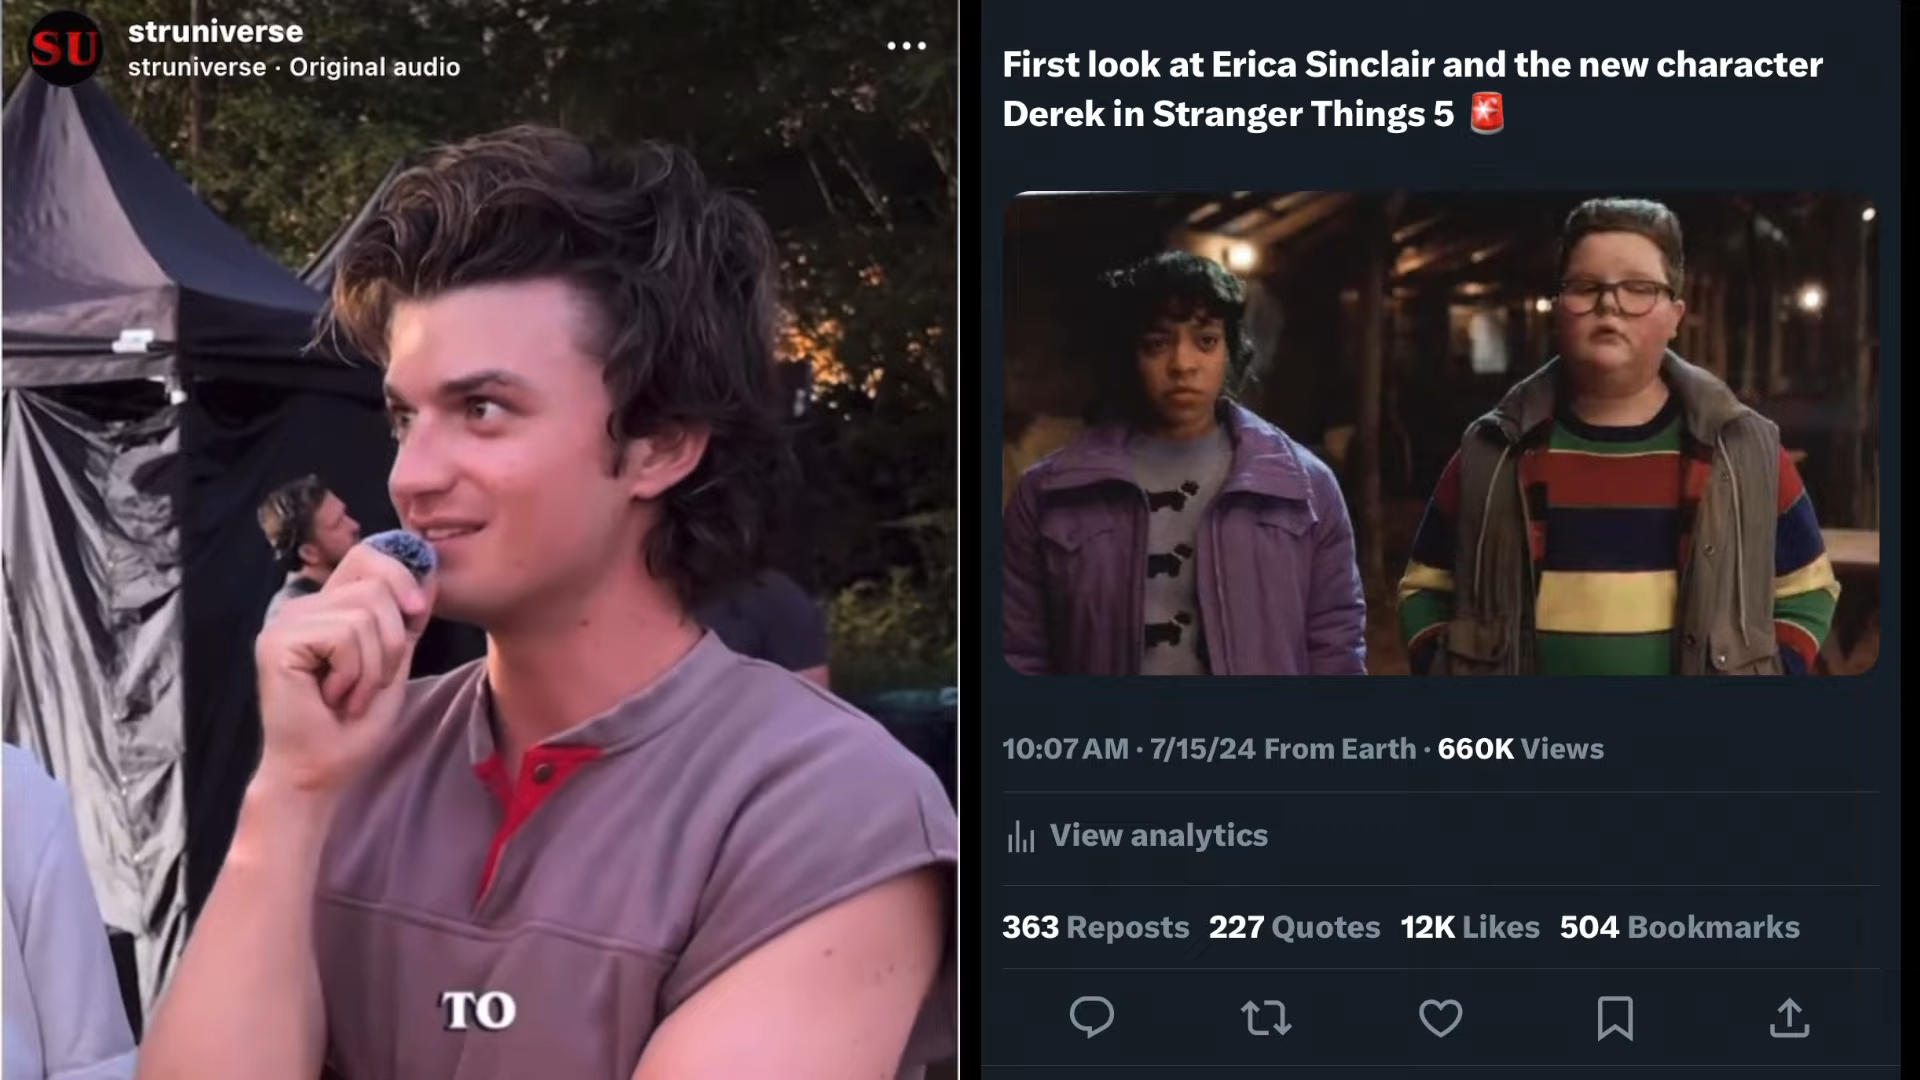 SU
struniverse
struniverse · Original audio
TO
First look at Erica Sinclair and the new character
Derek in Stranger Things 5 🚨
10:07 AM · 7/15/24 From Earth · 660K Views
View analytics
363 Reposts 227 Quotes 12K Likes 504 Bookmarks